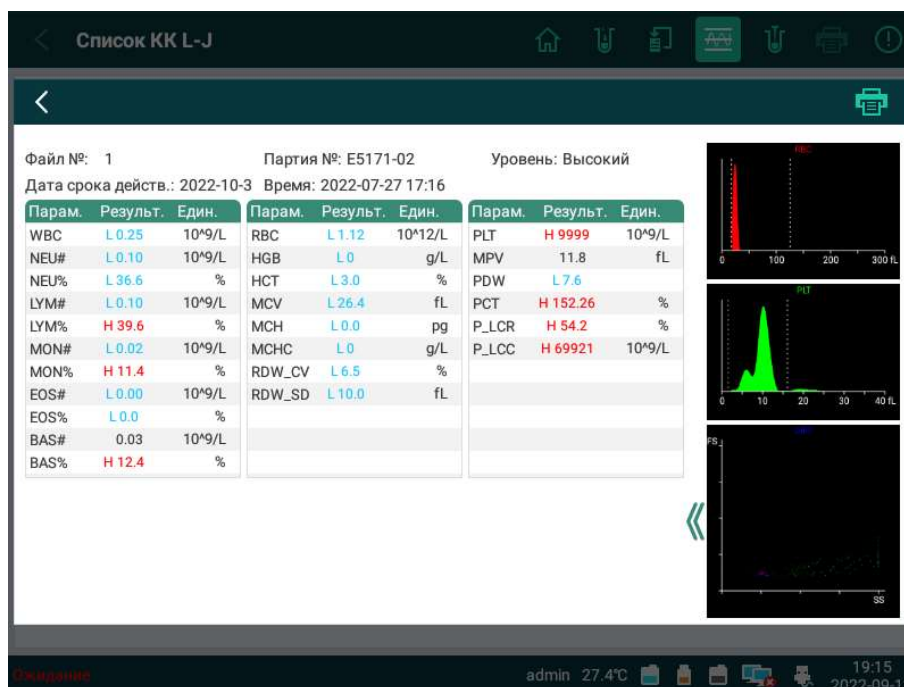 Список КК L-J
Файл №: 1 Партия №: E5171-02 Уровень: Высокий
Дата срока действ.: 2022-10-3 Время: 2022-07-27 17:16
Парам. Результ. Един. Парам. Результ. Един. Парам. Результ. Един.
WBC L 0.25 10^9/L RBC L 1.12 10^12/L PLT H 9999 10^9/L
NEU# L 0.10 10^9/L HGB L 0 g/L MPV 11.8 fL
NEU% L 36.6 % HCT L 3.0 % PDW L 7.6
LYM# L 0.10 10^9/L MCV L 26.4 fL PCT H 152.26 %
LYM% H 39.6 % MCH L 0.0 pg P_LCR H 54.2 %
MON# L 0.02 10^9/L MCHC L 0 g/L P_LCC H 69921 10^9/L
MON% H 11.4 % RDW_CV L 6.5 %
EOS# L 0.00 10^9/L RDW_SD L 10.0 fL
EOS% L 0.0 %
BAS# 0.03 10^9/L
BAS% H 12.4 %
RBC
0 100 200 300 fL
PLT
0 10 20 30 40 fL
FS
SS
Ожидание admin 27.4°C 19:15